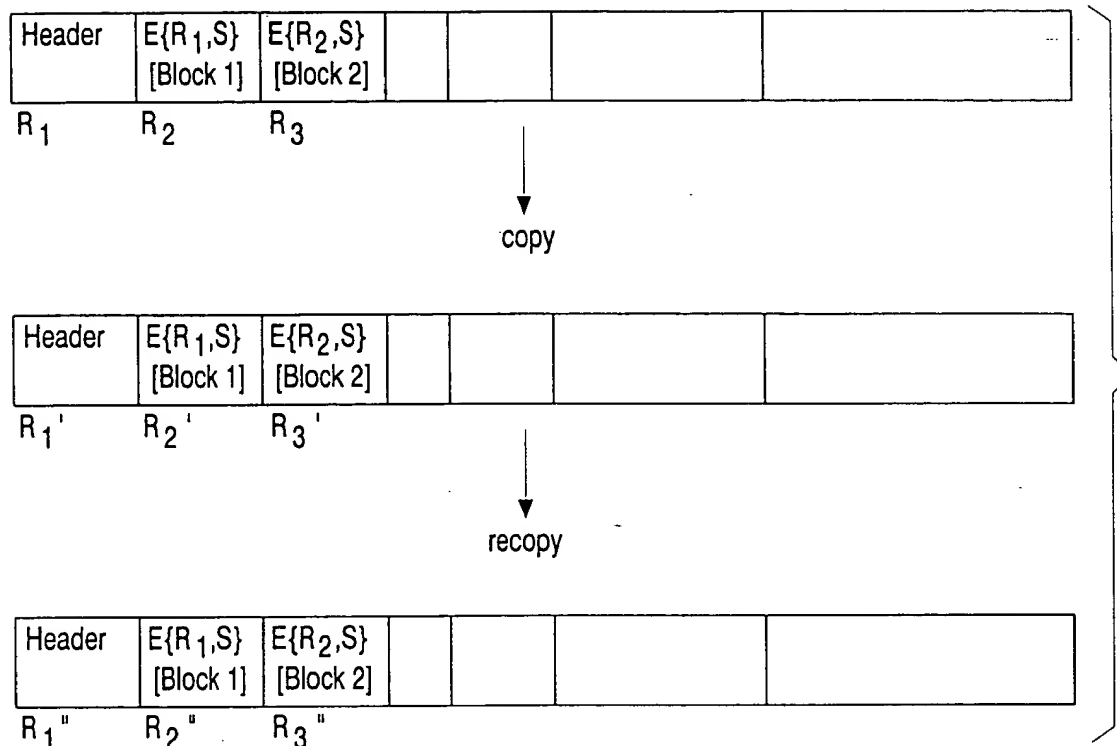 Header E{R1,S} E{R2,S}
[Block 1] [Block 2]
R1 R2 R3
copy
Header E{R1,S} E{R2,S}
[Block 1] [Block 2]
R1' R2' R3'
recopy
Header E{R1,S} E{R2,S}
[Block 1] [Block 2]
R1" R2" R3"